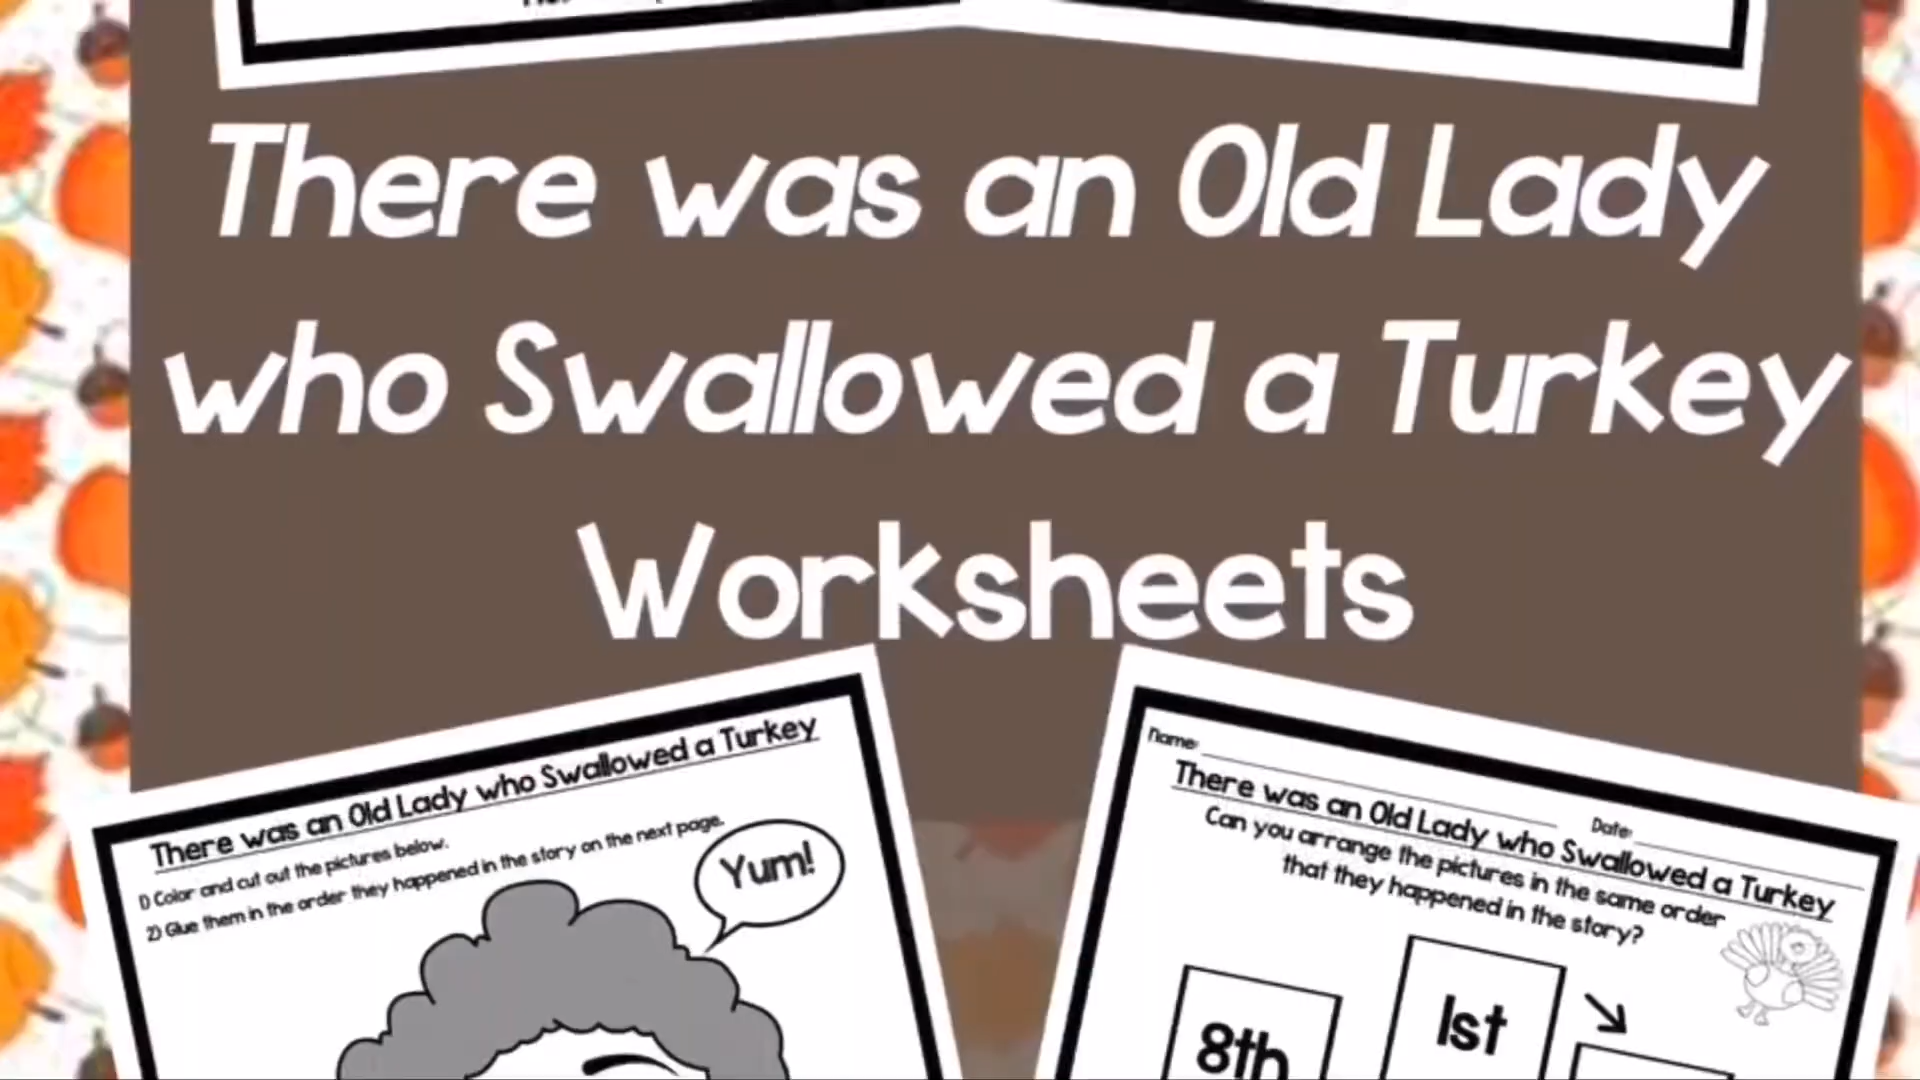 There was an Old Lady
who Swallowed a Turkey
Worksheets
There was an Old Lady who Swallowed a Turkey
1) Color and cut out the pictures below.
2) Glue them in the order they happened in the story on the next page.
Yum!
Name:
Date:
There was an Old Lady who Swallowed a Turkey
Can you arrange the pictures in the same order
that they happened in the story?
8th
1st